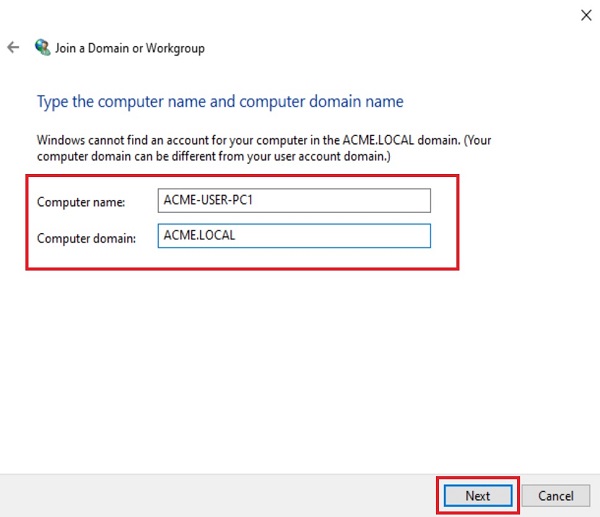 Join a Domain or Workgroup
Type the computer name and computer domain name
Windows cannot find an account for your computer in the ACME.LOCAL domain. (Your
computer domain can be different from your user account domain.)
Computer name: ACME-USER-PC1
Computer domain: ACME.LOCAL
Next Cancel